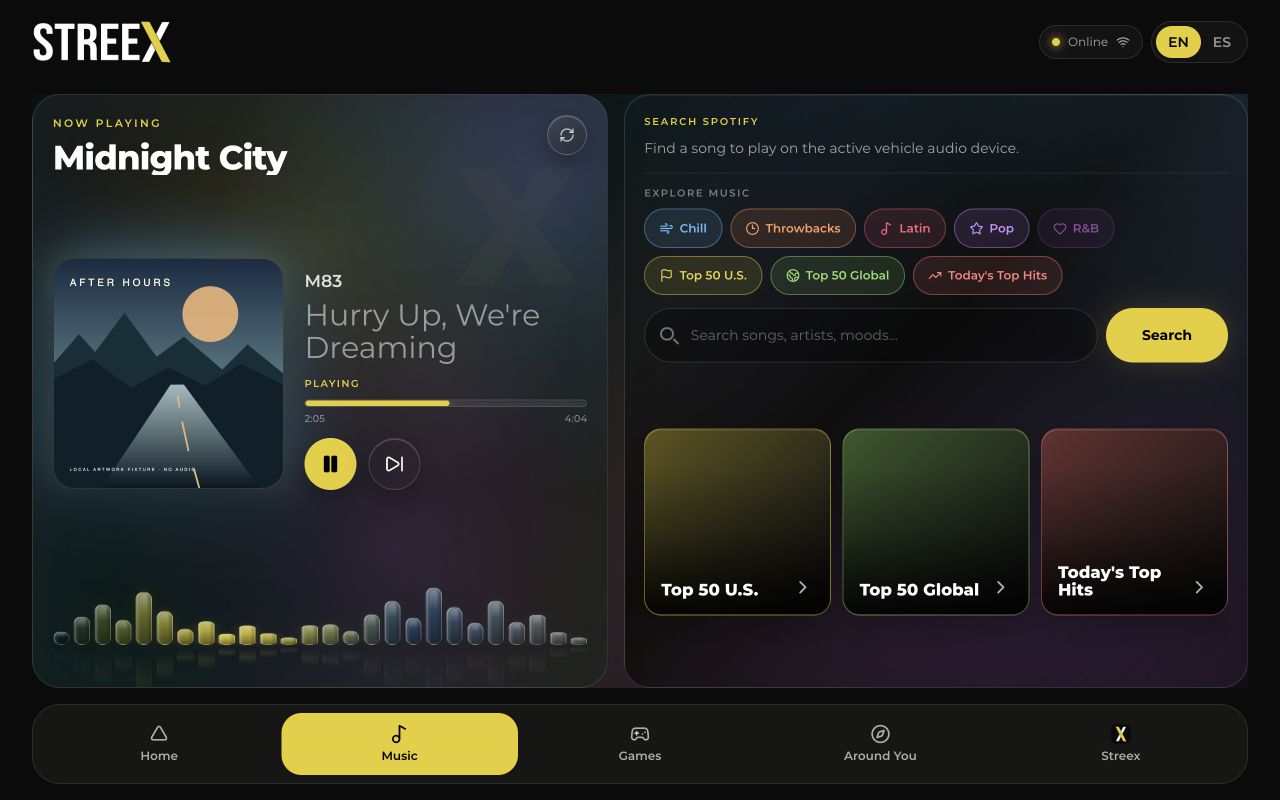 STREEX
Online
EN
ES
NOW PLAYING
Midnight City
AFTER HOURS
LOCAL ARTWORK FIXTURE · NO AUDIO
M83
Hurry Up, We're
Dreaming
PLAYING
2:05
4:04
SEARCH SPOTIFY
Find a song to play on the active vehicle audio device.
EXPLORE MUSIC
Chill
Throwbacks
Latin
Pop
R&B
Top 50 U.S.
Top 50 Global
Today's Top Hits
Search songs, artists, moods...
Search
Top 50 U.S.
Top 50 Global
Today's Top
Hits
Home
Music
Games
Around You
X
Streex